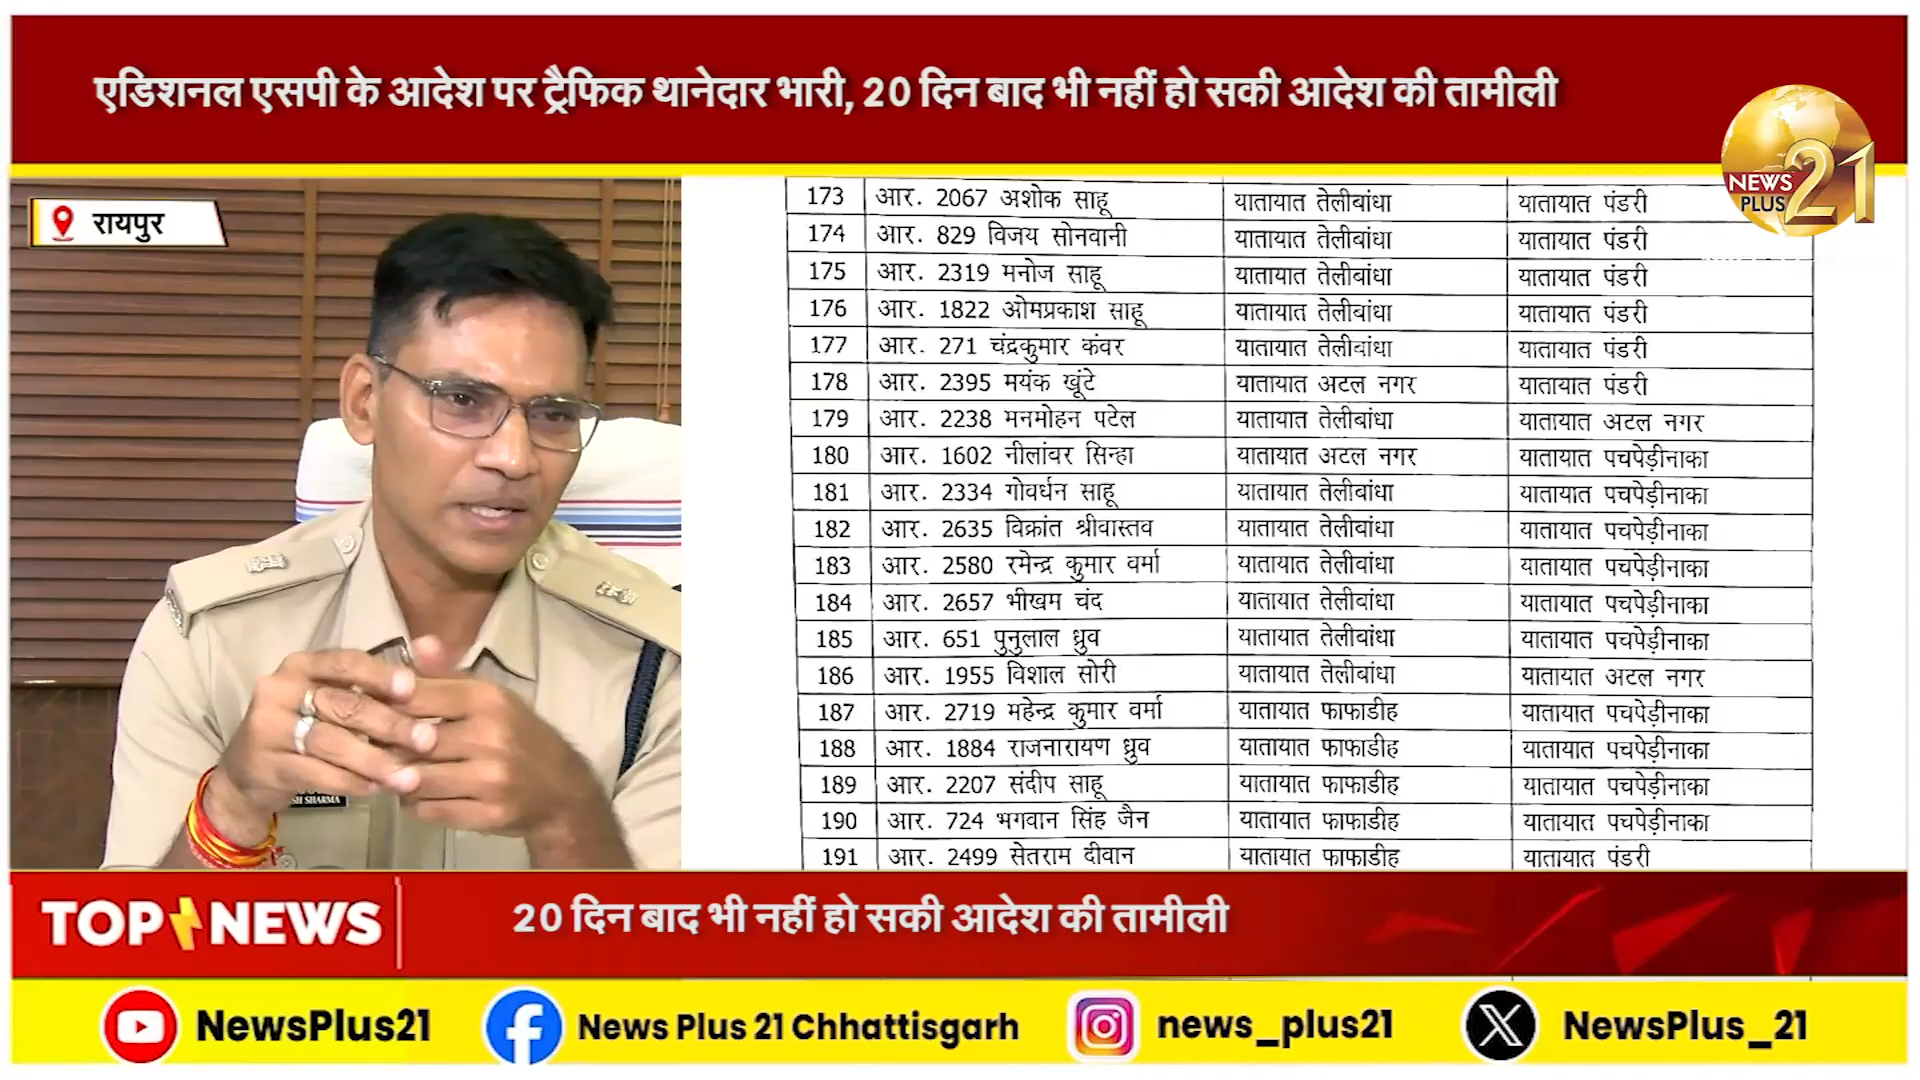 एडिशनल एसपी के आदेश पर ट्रैफिक थानेदार भारी, 20 दिन बाद भी नहीं हो सकी आदेश की तामीली
NEWS PLUS 21
रायपुर
173 आर. 2067 अशोक साहू यातायात तेलीबांधा यातायात पंडरी
174 आर. 829 विजय सोनवानी यातायात तेलीबांधा यातायात पंडरी
175 आर. 2319 मनोज साहू यातायात तेलीबांधा यातायात पंडरी
176 आर. 1822 ओमप्रकाश साहू यातायात तेलीबांधा यातायात पंडरी
177 आर. 271 चंद्रकुमार कंवर यातायात तेलीबांधा यातायात पंडरी
178 आर. 2395 मयंक खूंटे यातायात अटल नगर यातायात पंडरी
179 आर. 2238 मनमोहन पटेल यातायात तेलीबांधा यातायात अटल नगर
180 आर. 1602 नीलांबर सिन्हा यातायात अटल नगर यातायात पचपेड़ीनाका
181 आर. 2334 गोवर्धन साहू यातायात तेलीबांधा यातायात पचपेड़ीनाका
182 आर. 2635 विक्रांत श्रीवास्तव यातायात तेलीबांधा यातायात पचपेड़ीनाका
183 आर. 2580 रमेन्द्र कुमार वर्मा यातायात तेलीबांधा यातायात पचपेड़ीनाका
184 आर. 2657 भीखम चंद यातायात तेलीबांधा यातायात पचपेड़ीनाका
185 आर. 651 पुनुलाल ध्रुव यातायात तेलीबांधा यातायात पचपेड़ीनाका
186 आर. 1955 विशाल सोरी यातायात तेलीबांधा यातायात अटल नगर
187 आर. 2719 महेन्द्र कुमार वर्मा यातायात फाफाडीह यातायात पचपेड़ीनाका
188 आर. 1884 राजनारायण ध्रुव यातायात फाफाडीह यातायात पचपेड़ीनाका
189 आर. 2207 संदीप साहू यातायात फाफाडीह यातायात पचपेड़ीनाका
190 आर. 724 भगवान सिंह जैन यातायात फाफाडीह यातायात पचपेड़ीनाका
191 आर. 2499 सेतराम दीवान यातायात फाफाडीह यातायात पंडरी
SH SHARMA
TOP NEWS
20 दिन बाद भी नहीं हो सकी आदेश की तामीली
NewsPlus21 News Plus 21 Chhattisgarh news_plus21 NewsPlus_21